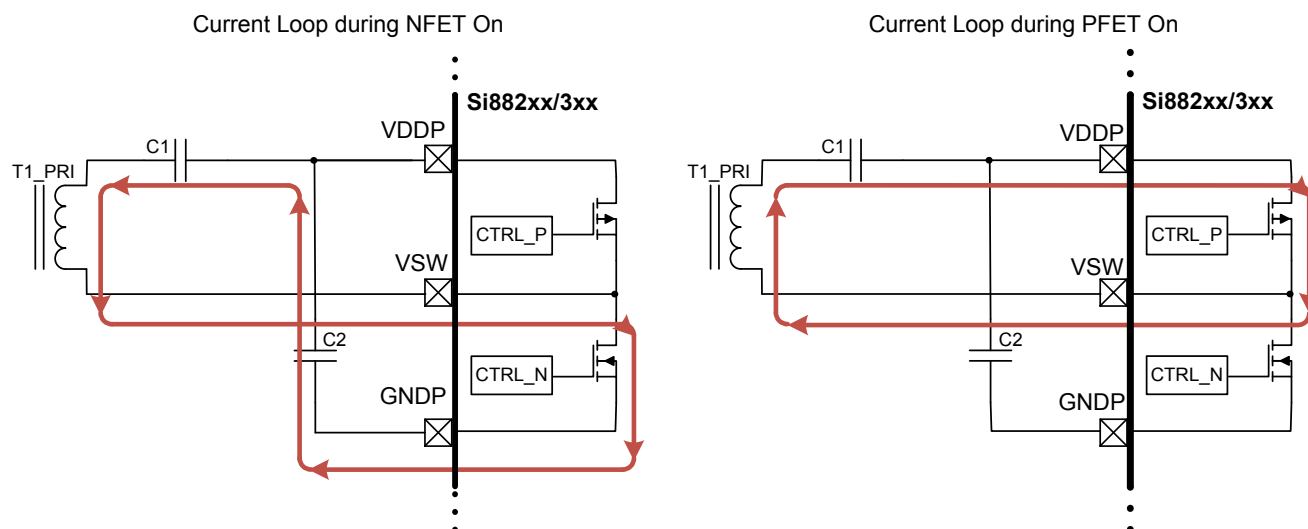 Current Loop during NFET On
Si882xx/3xx
VDDP
C1
T1_PRI
CTRL_P
VSW
C2
CTRL_N
GNDP
Current Loop during PFET On
Si882xx/3xx
VDDP
C1
T1_PRI
CTRL_P
VSW
C2
CTRL_N
GNDP